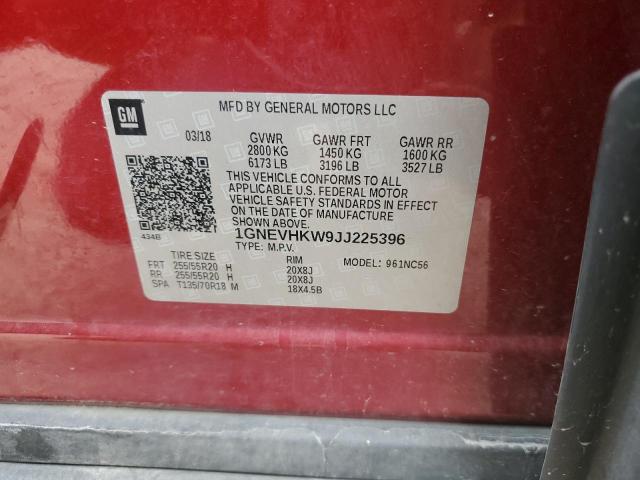 GM
MFD BY GENERAL MOTORS LLC
03/18 GVWR GAWR FRT GAWR RR
2800 KG 1450 KG 1600 KG
6173 LB 3196 LB 3527 LB
THIS VEHICLE CONFORMS TO ALL
APPLICABLE U.S. FEDERAL MOTOR
VEHICLE SAFETY STANDARDS IN EFFECT
ON THE DATE OF MANUFACTURE
SHOWN ABOVE.
434B 1GNEVHKW9JJ225396
TYPE: M.P.V. MODEL: 961NC56
TIRE SIZE RIM
FRT 255/55R20 H 20X8J
RR 255/55R20 H 20X8J
SPA T135/70R18 M 18X4.5B